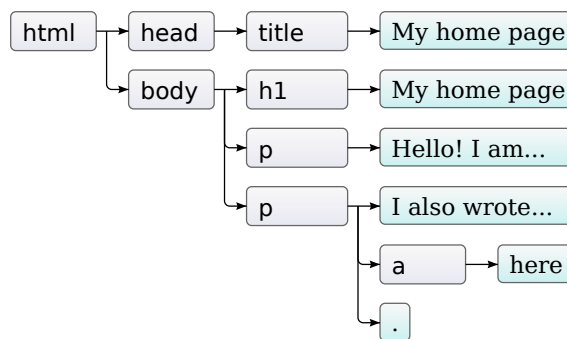 html head title My home page
body h1 My home page
p Hello! I am...
p I also wrote...
a here
.